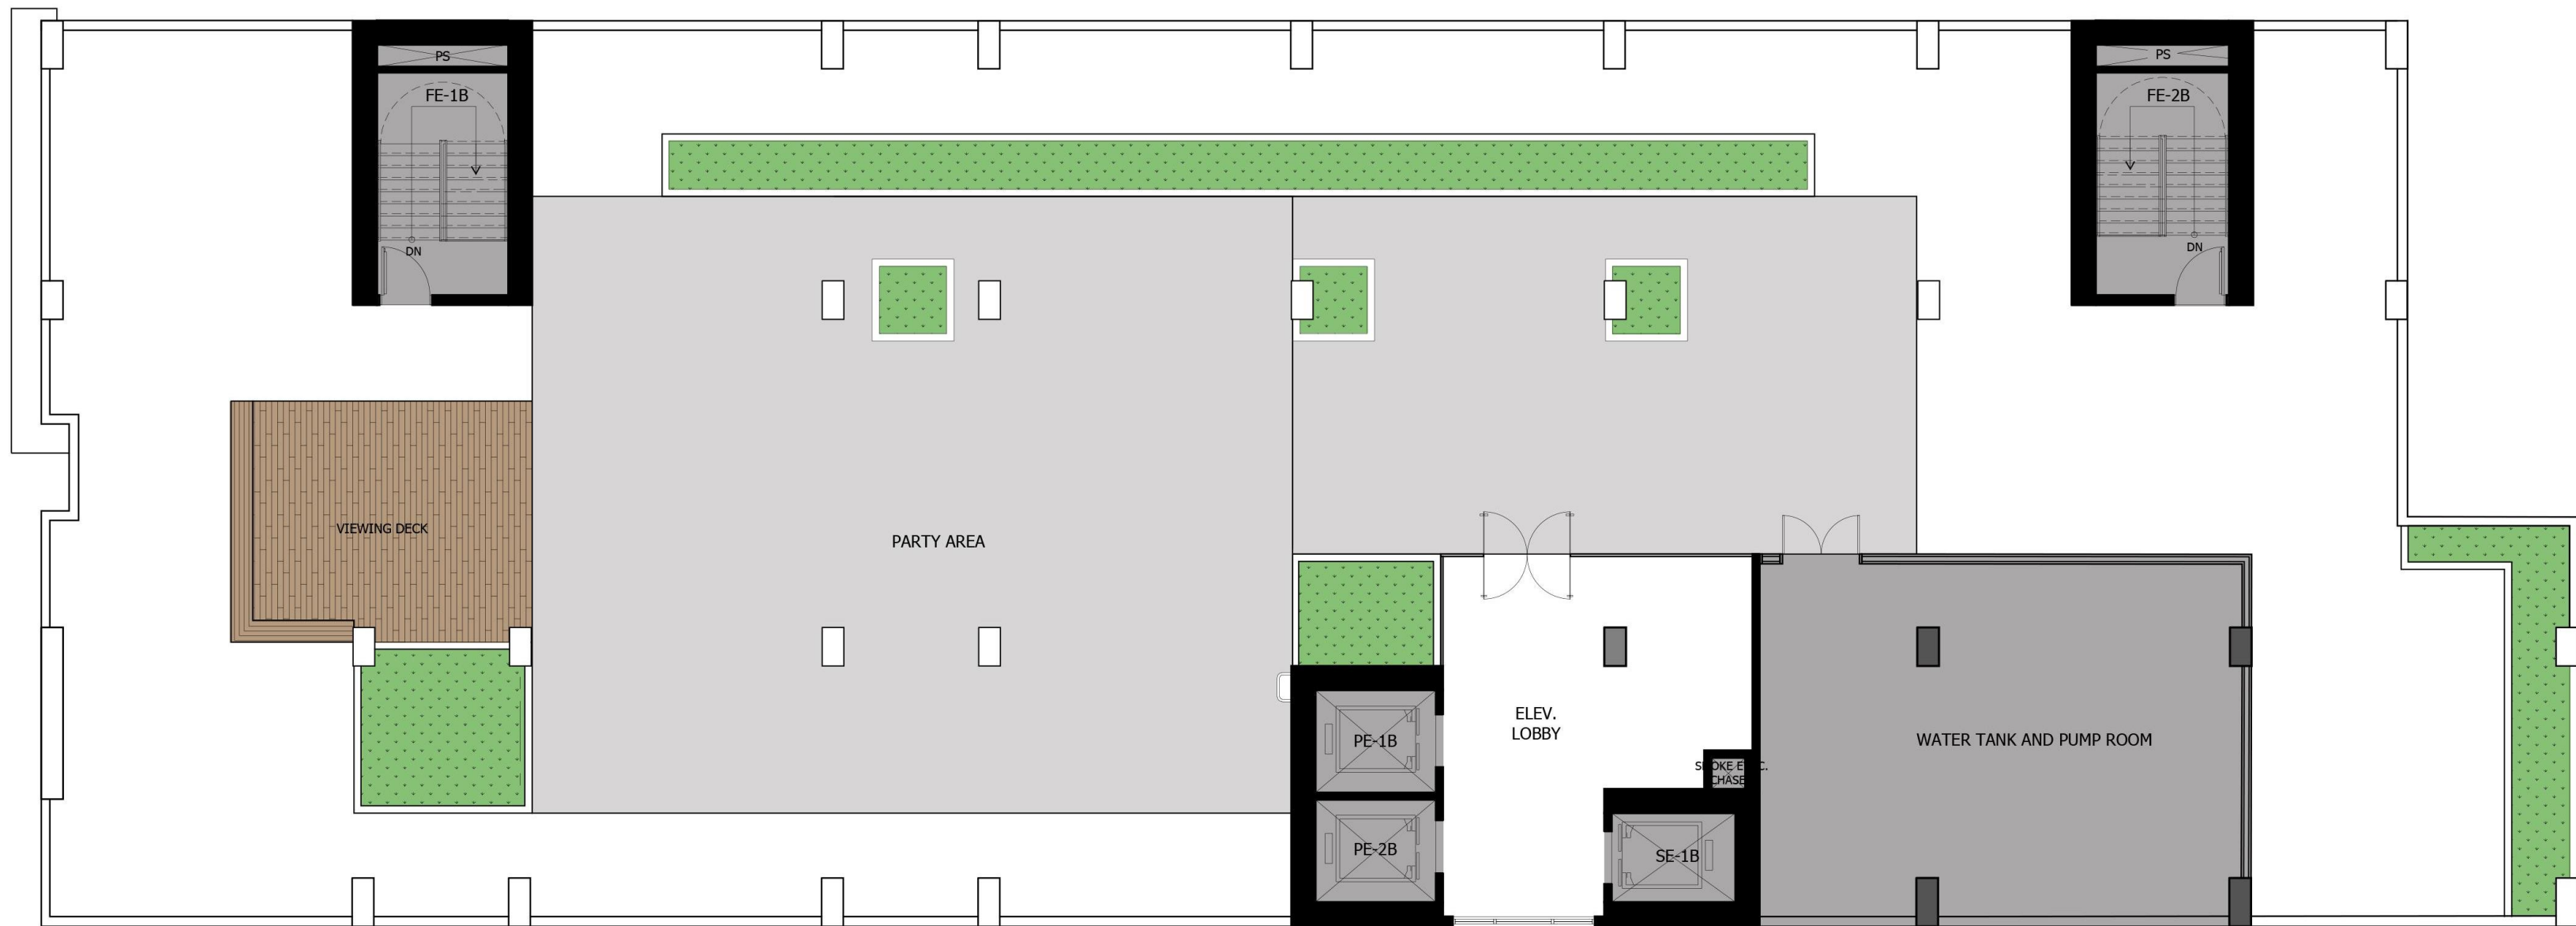 PS
PS
FE-1B
FE-2B
DN
DN
VIEWING DECK
PARTY AREA
ELEV.
LOBBY
PE-1B
WATER TANK AND PUMP ROOM
CHASE
PE-2B
SE-1B